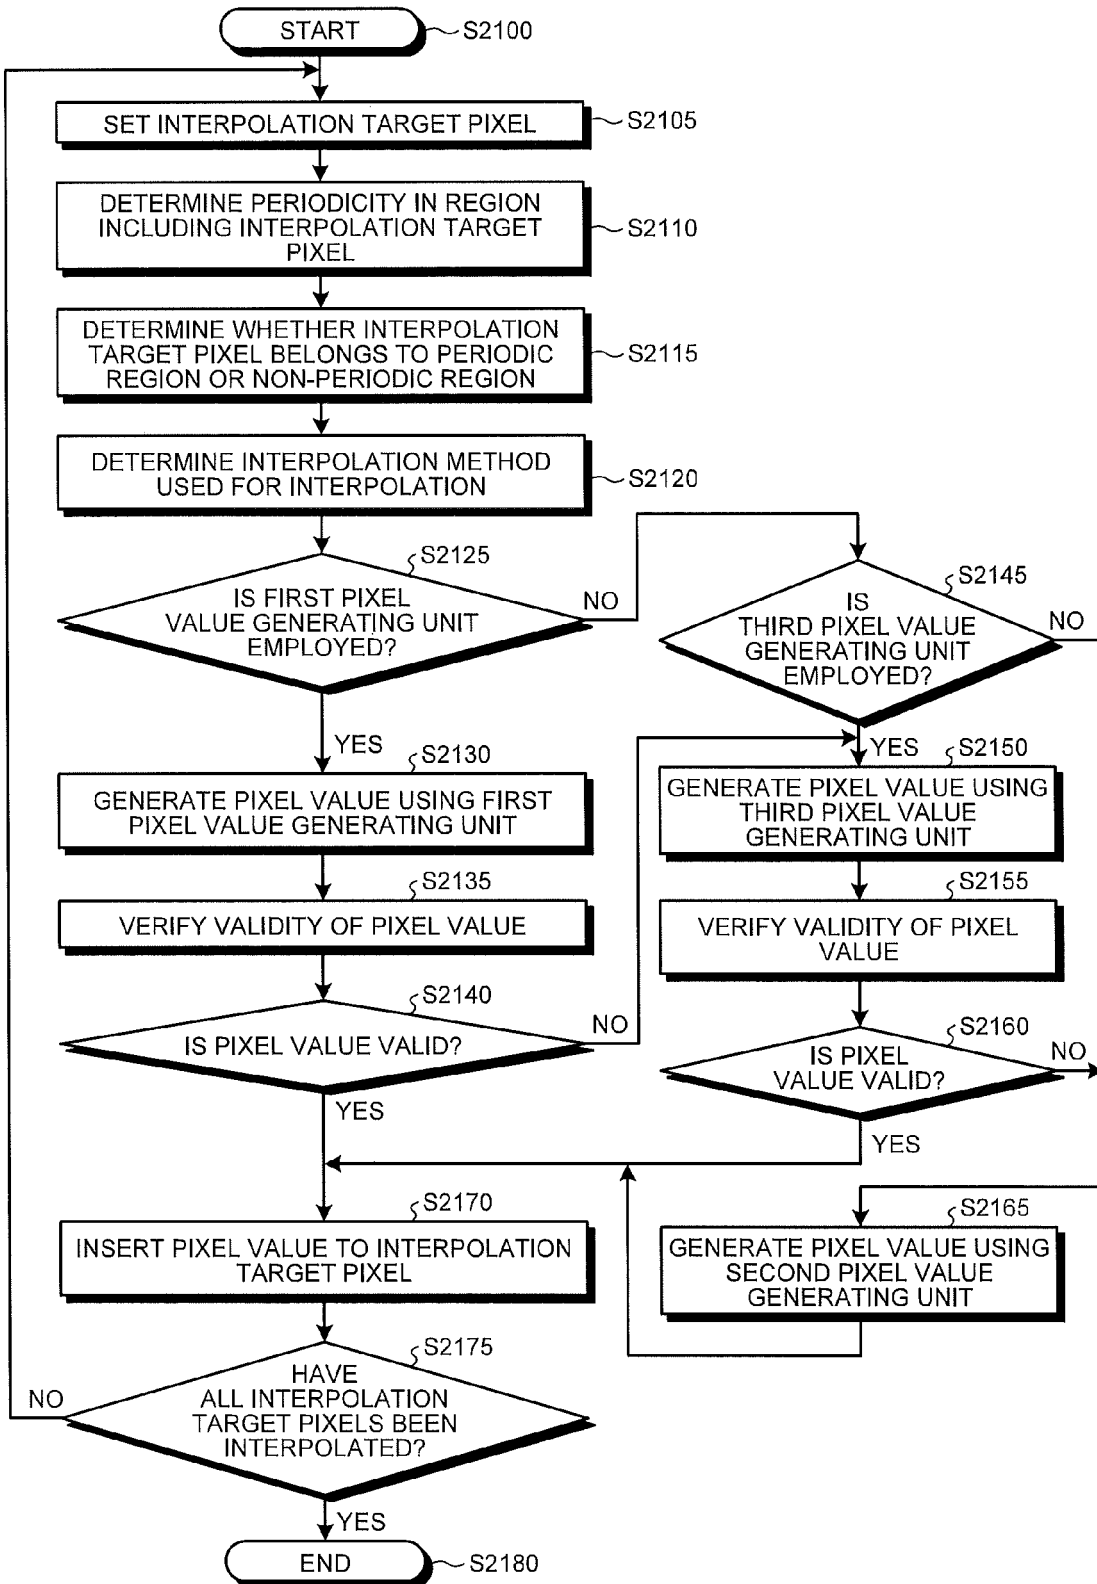 START
S2100
SET INTERPOLATION TARGET PIXEL
S2105
DETERMINE PERIODICITY IN REGION
INCLUDING INTERPOLATION TARGET
PIXEL
S2110
DETERMINE WHETHER INTERPOLATION
TARGET PIXEL BELONGS TO PERIODIC
REGION OR NON-PERIODIC REGION
S2115
DETERMINE INTERPOLATION METHOD
USED FOR INTERPOLATION
S2120
S2125
IS FIRST PIXEL
VALUE GENERATING UNIT
EMPLOYED?
NO
YES
S2145
IS
THIRD PIXEL VALUE
GENERATING UNIT
EMPLOYED?
NO
YES
S2130
GENERATE PIXEL VALUE USING FIRST
PIXEL VALUE GENERATING UNIT
S2150
GENERATE PIXEL VALUE USING
THIRD PIXEL VALUE
GENERATING UNIT
S2135
VERIFY VALIDITY OF PIXEL VALUE
S2155
VERIFY VALIDITY OF PIXEL
VALUE
S2140
IS PIXEL VALUE VALID?
NO
YES
S2160
IS PIXEL
VALUE VALID?
NO
YES
S2170
INSERT PIXEL VALUE TO INTERPOLATION
TARGET PIXEL
S2165
GENERATE PIXEL VALUE USING
SECOND PIXEL VALUE
GENERATING UNIT
S2175
HAVE
ALL INTERPOLATION
TARGET PIXELS BEEN
INTERPOLATED?
NO
YES
END
S2180